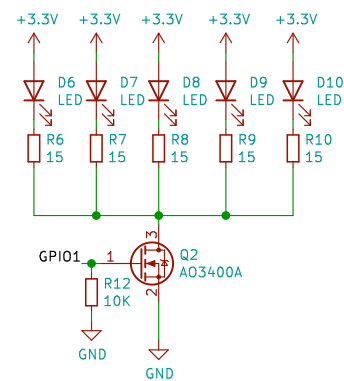 +3.3V +3.3V +3.3V +3.3V +3.3V
D6 D7 D8 D9 D10
LED LED LED LED LED
R6 R7 R8 R9 R10
15 15 15 15 15
3
Q2
GPIO1 1
AO3400A
R12
10K
2
GND
GND